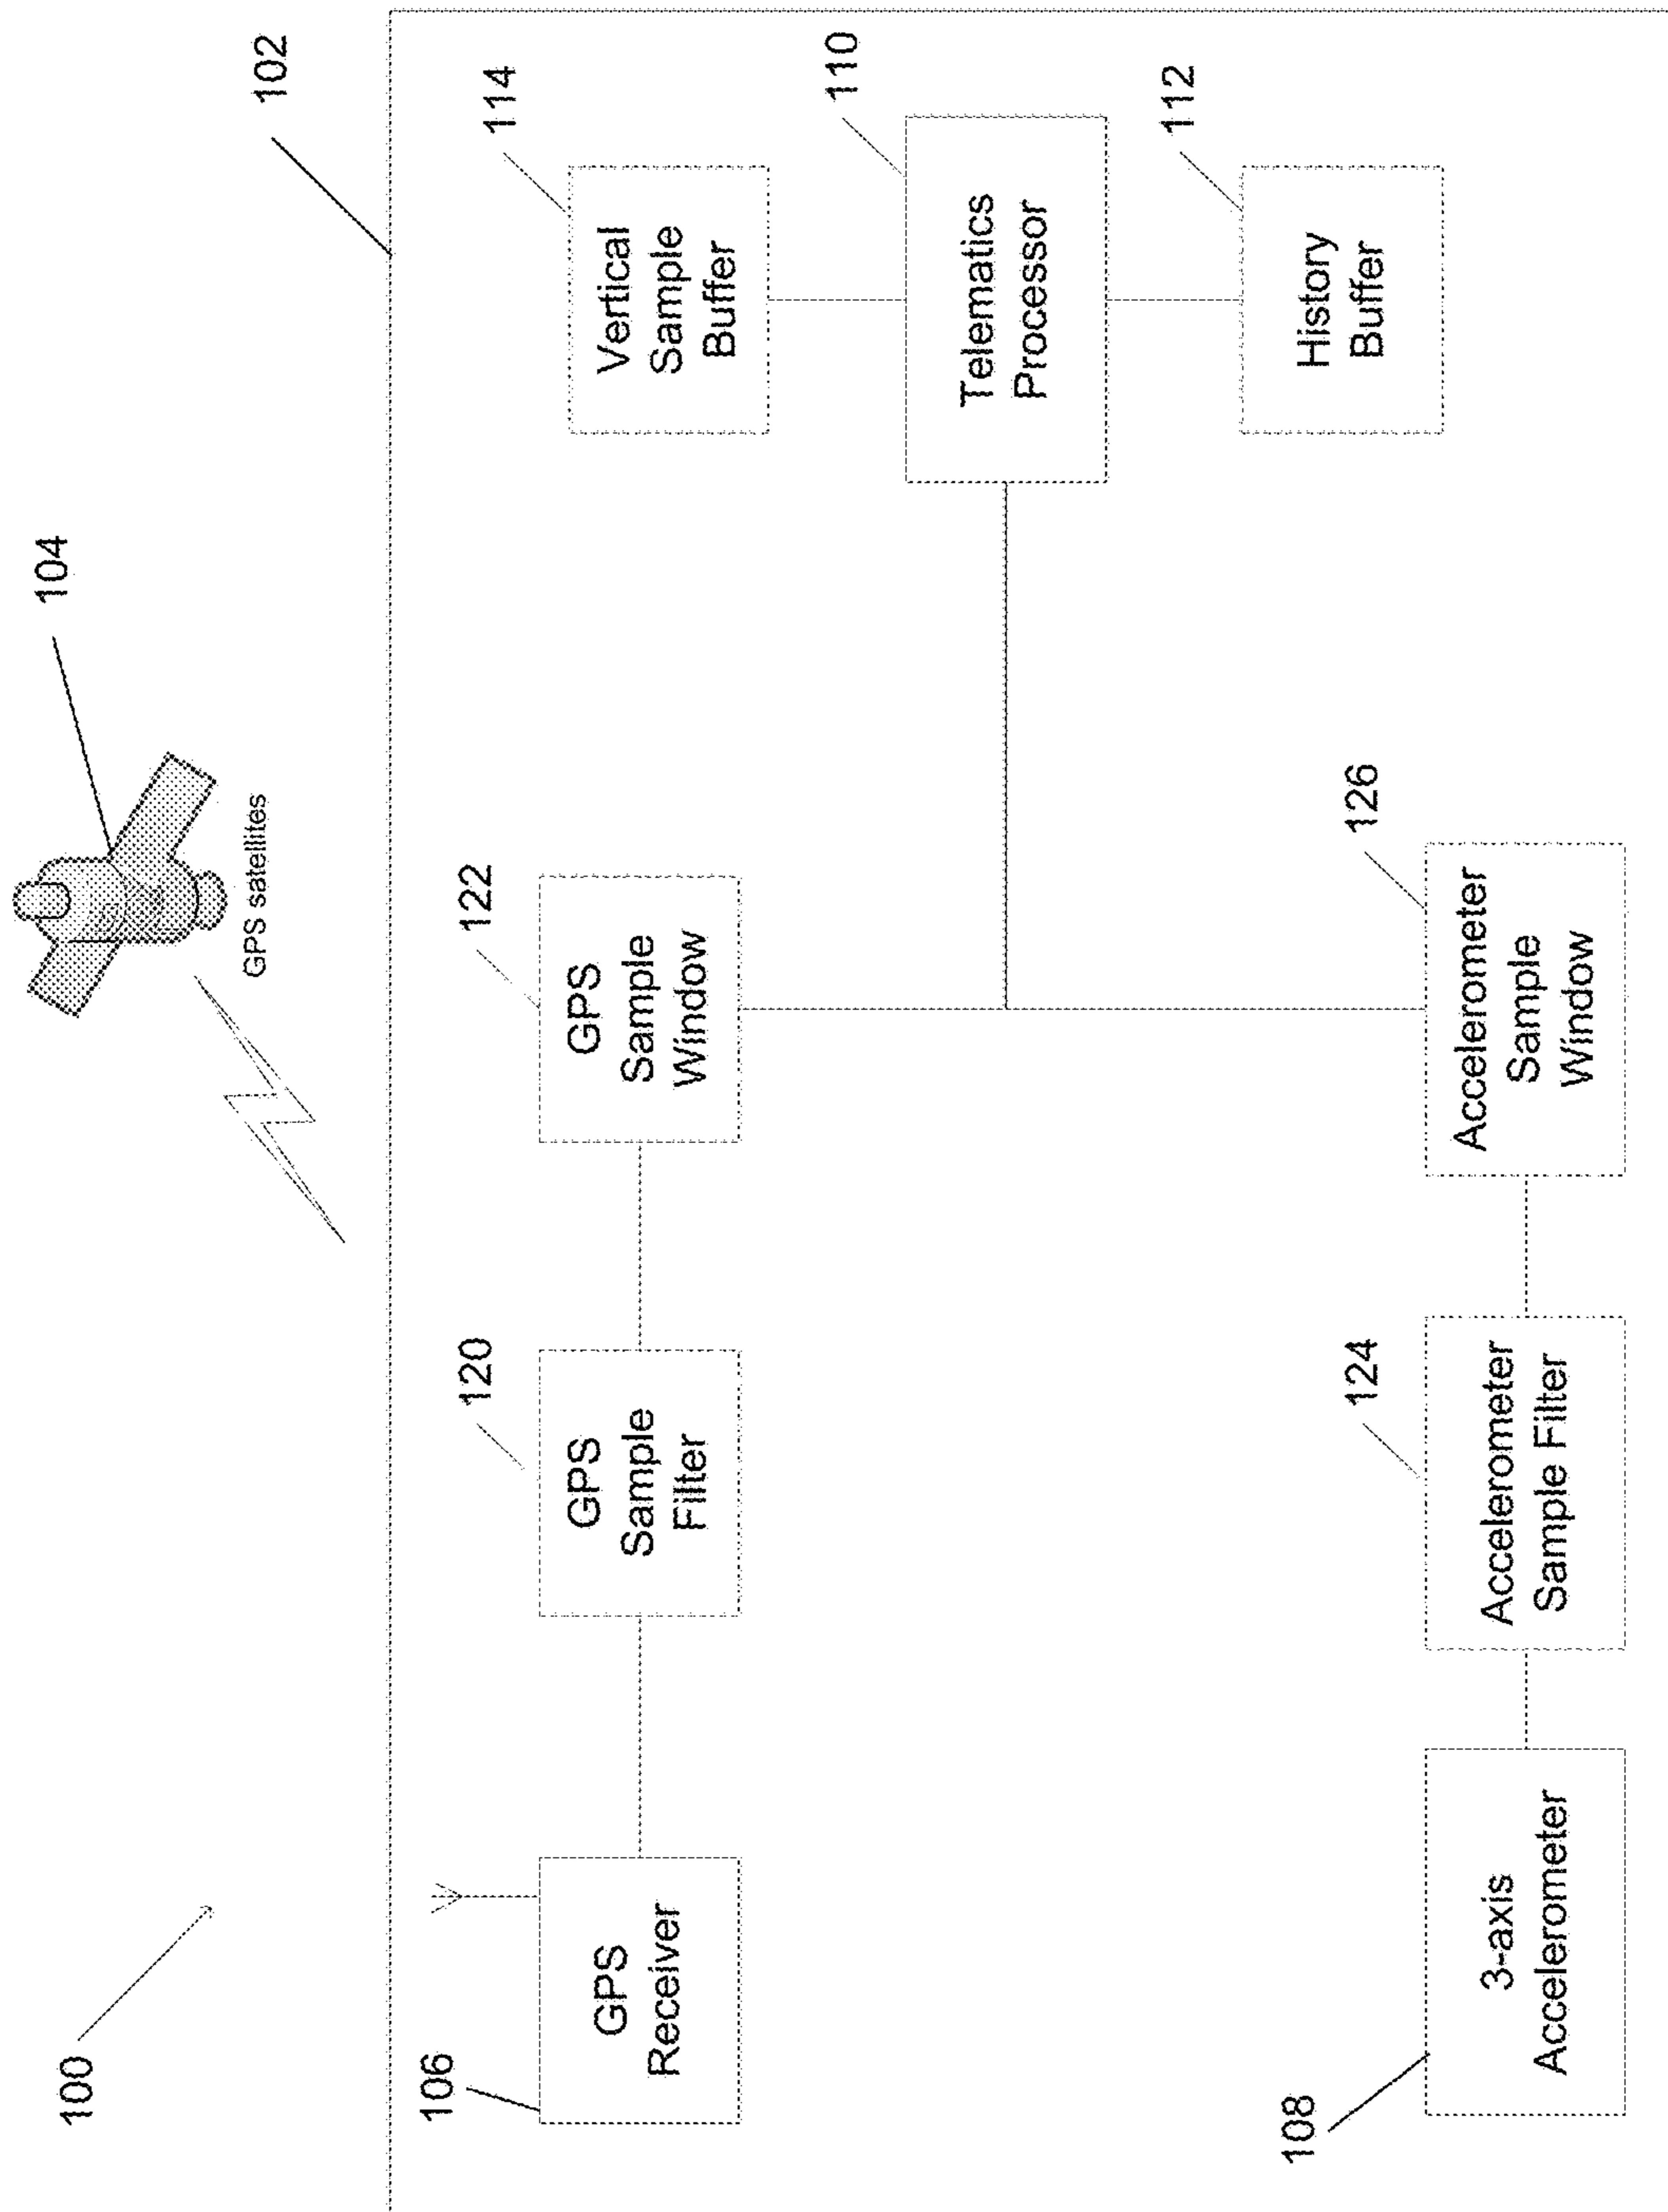 100
104
GPS satellites
102
106
GPS
Receiver
120
GPS
Sample
Filter
122
GPS
Sample
Window
114
Vertical
Sample
Buffer
110
Telematics
Processor
112
History
Buffer
108
3-axis
Accelerometer
124
Accelerometer
Sample Filter
126
Accelerometer
Sample
Window